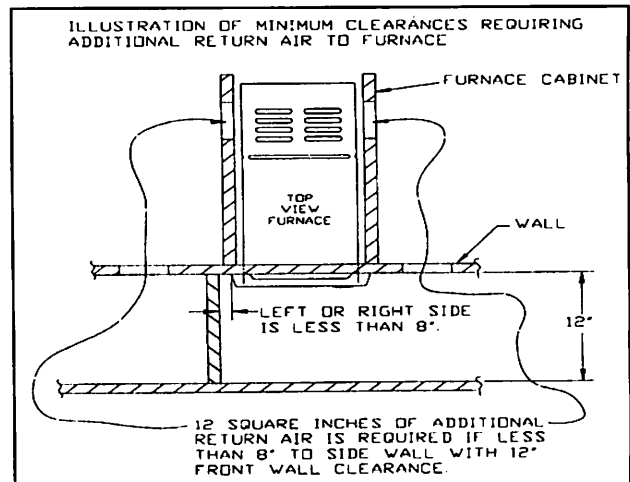 ILLUSTRATION OF MINIMUM CLEARANCES REQUIRING
ADDITIONAL RETURN AIR TO FURNACE
FURNACE CABINET
TOP
VIEW
FURNACE
WALL
LEFT OR RIGHT SIDE
IS LESS THAN 8".
12"
12 SQUARE INCHES OF ADDITIONAL
RETURN AIR IS REQUIRED IF LESS
THAN 8" TO SIDE WALL WITH 12"
FRONT WALL CLEARANCE.